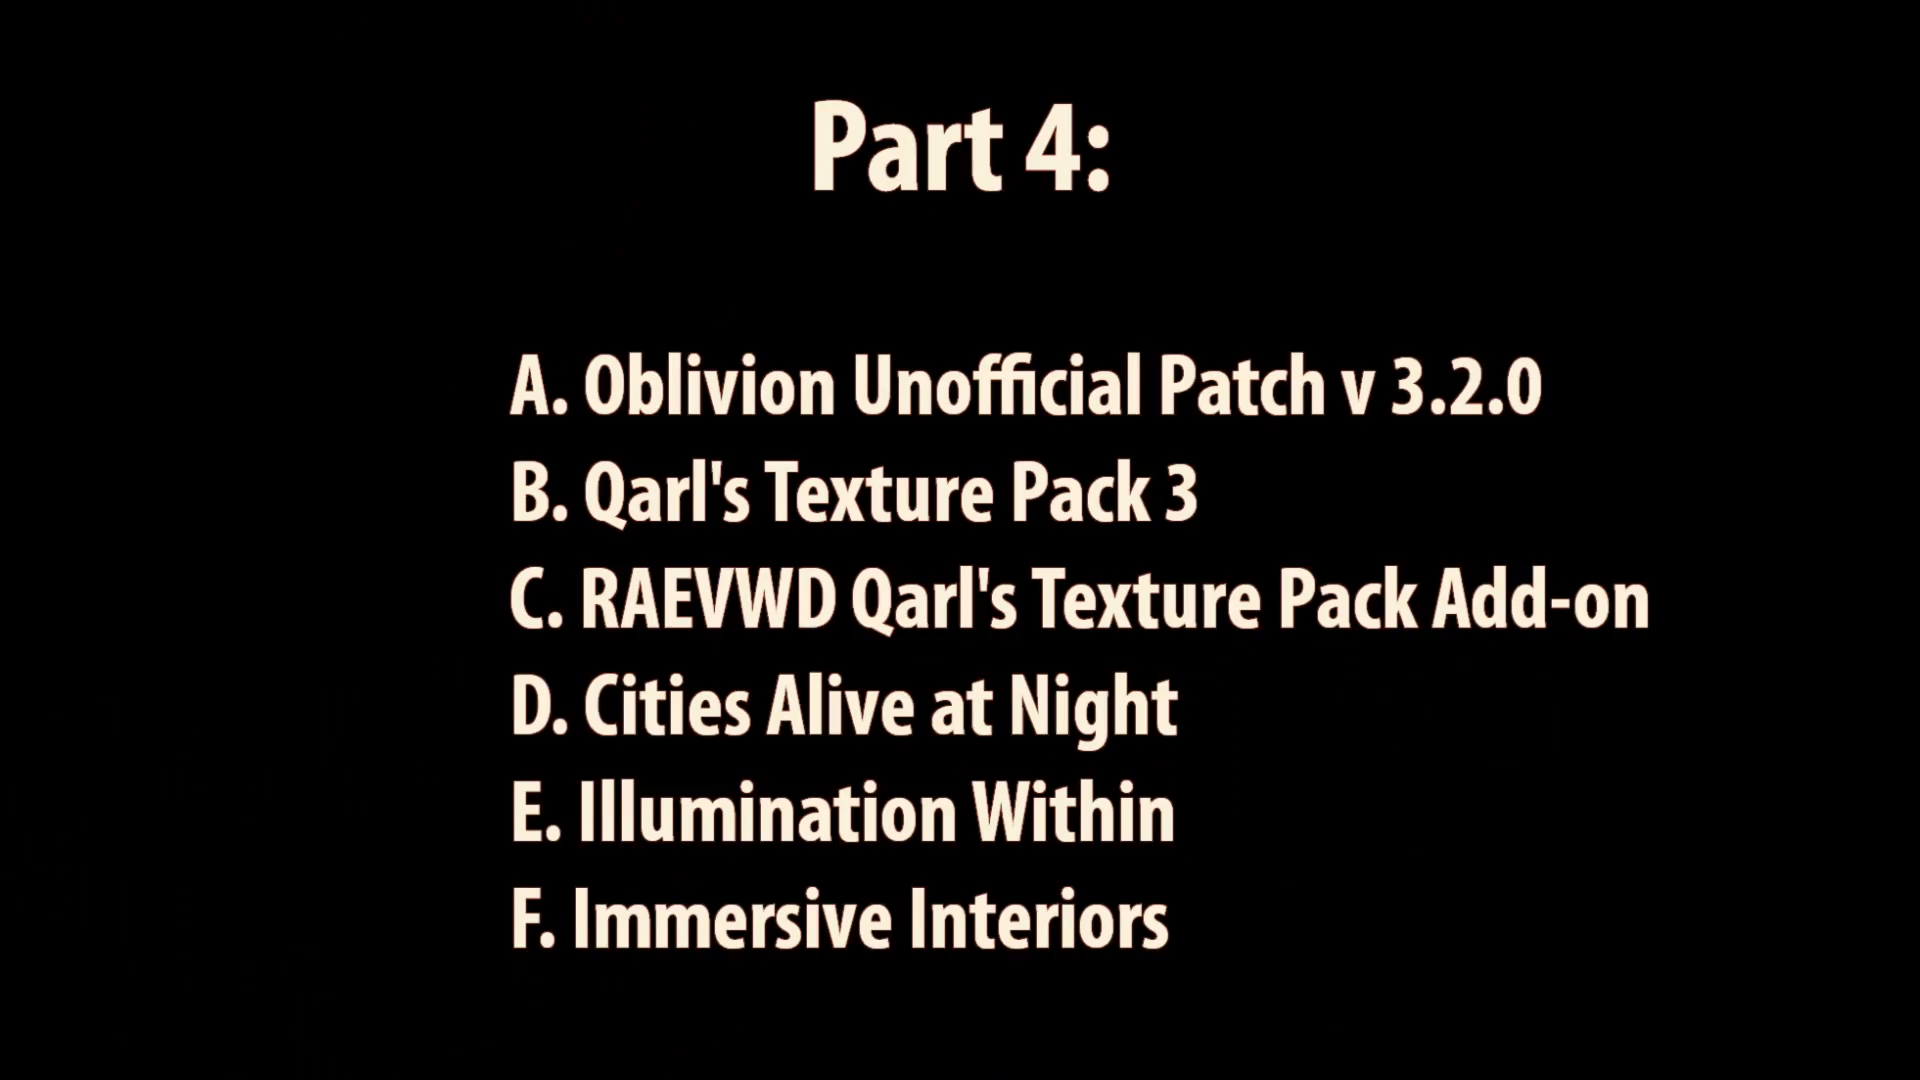 Part 4:
A. Oblivion Unofficial Patch v 3.2.0
B. Qarl's Texture Pack 3
C. RAEVWD Qarl's Texture Pack Add-on
D. Cities Alive at Night
E. Illumination Within
F. Immersive Interiors